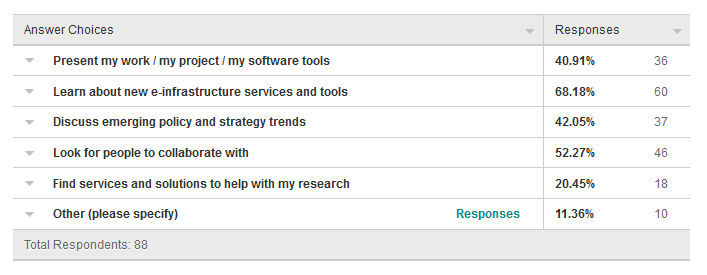 Answer Choices Responses
Present my work / my project / my software tools 40.91% 36
Learn about new e-infrastructure services and tools 68.18% 60
Discuss emerging policy and strategy trends 42.05% 37
Look for people to collaborate with 52.27% 46
Find services and solutions to help with my research 20.45% 18
Other (please specify) Responses 11.36% 10
Total Respondents: 88